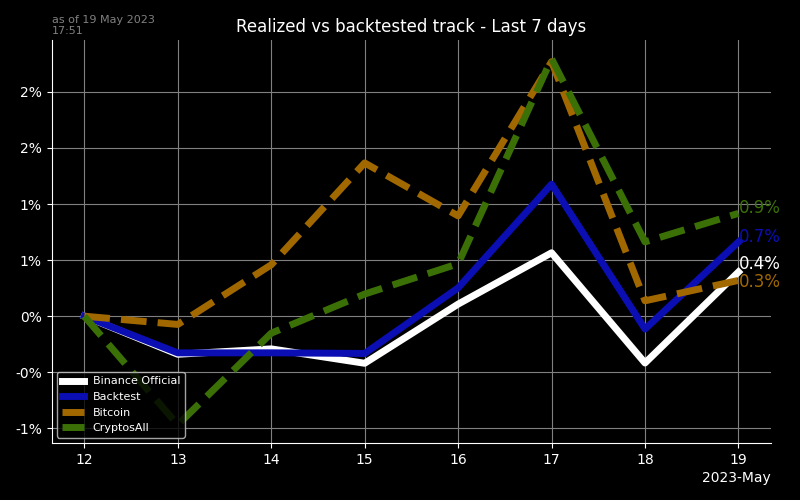 as of 19 May 2023
17:51
Realized vs backtested track - Last 7 days
2%
2%
1%
1%
0%
-0%
-1%
0.9%
0.7%
0.4%
0.3%
Binance Official
Backtest
Bitcoin
CryptosAll
12 13 14 15 16 17 18 19
2023-May